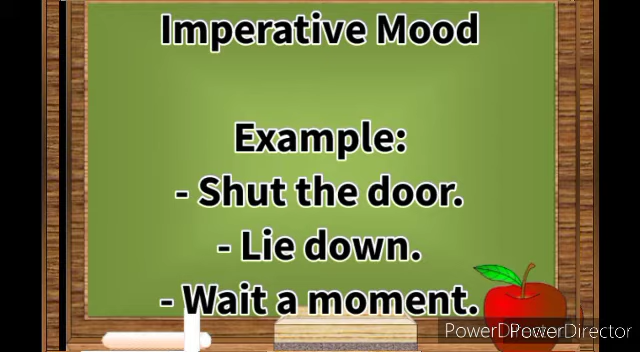 Imperative Mood
Example:
- Shut the door.
- Lie down.
- Wait a moment.
PowerDPowerDirector